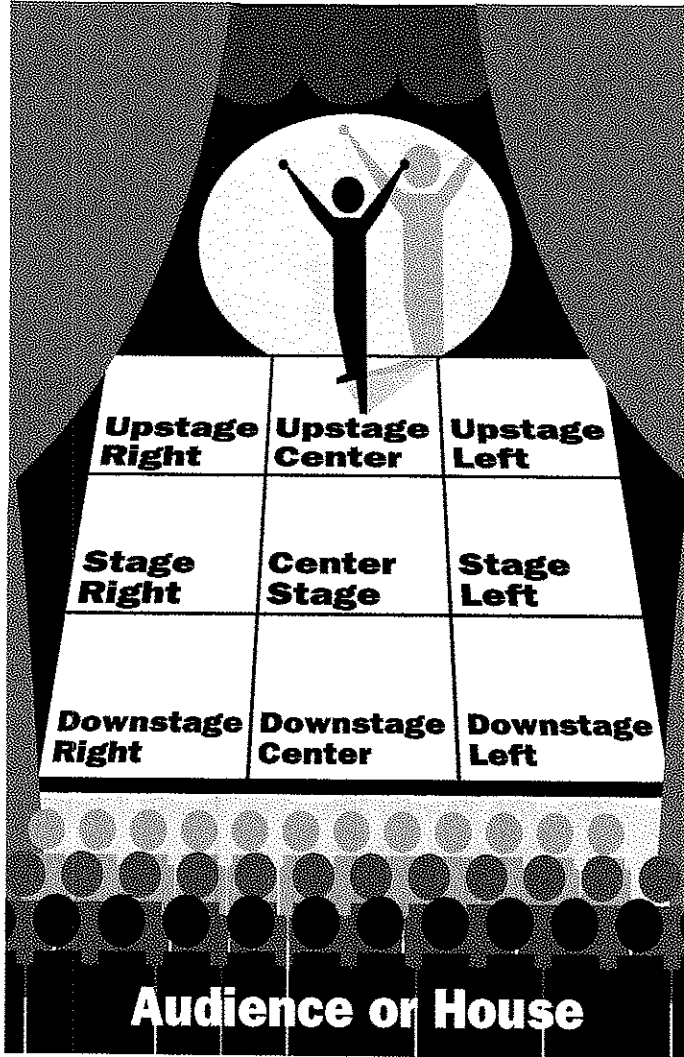 Upstage Right
Upstage Center
Upstage Left
Stage Right
Center Stage
Stage Left
Downstage Right
Downstage Center
Downstage Left
Audience or House